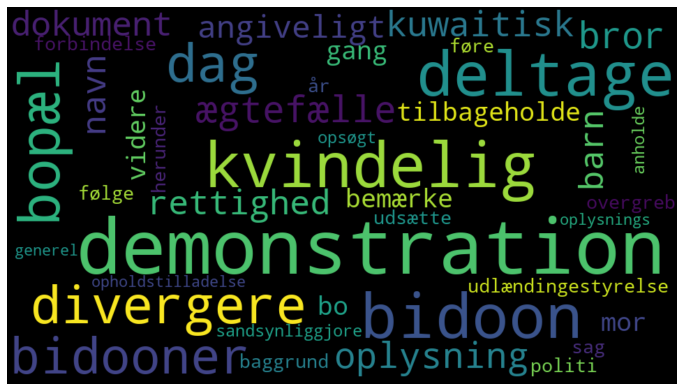 dokument angiveligt kuwaitisk bror
forbindelse dag gang føre deltage
bopæl navn videre herunder ægtefælle år tilbageholde barn anholde
opsøgt kvindelig
følge rettighed bemærke overgreb
udsætte oplysnings
demonstration
generel opholdstilladelse udlændingestyrelse
divergere bo bidoon mor
sandsynliggjore sag
bidooner baggrund oplysning politi